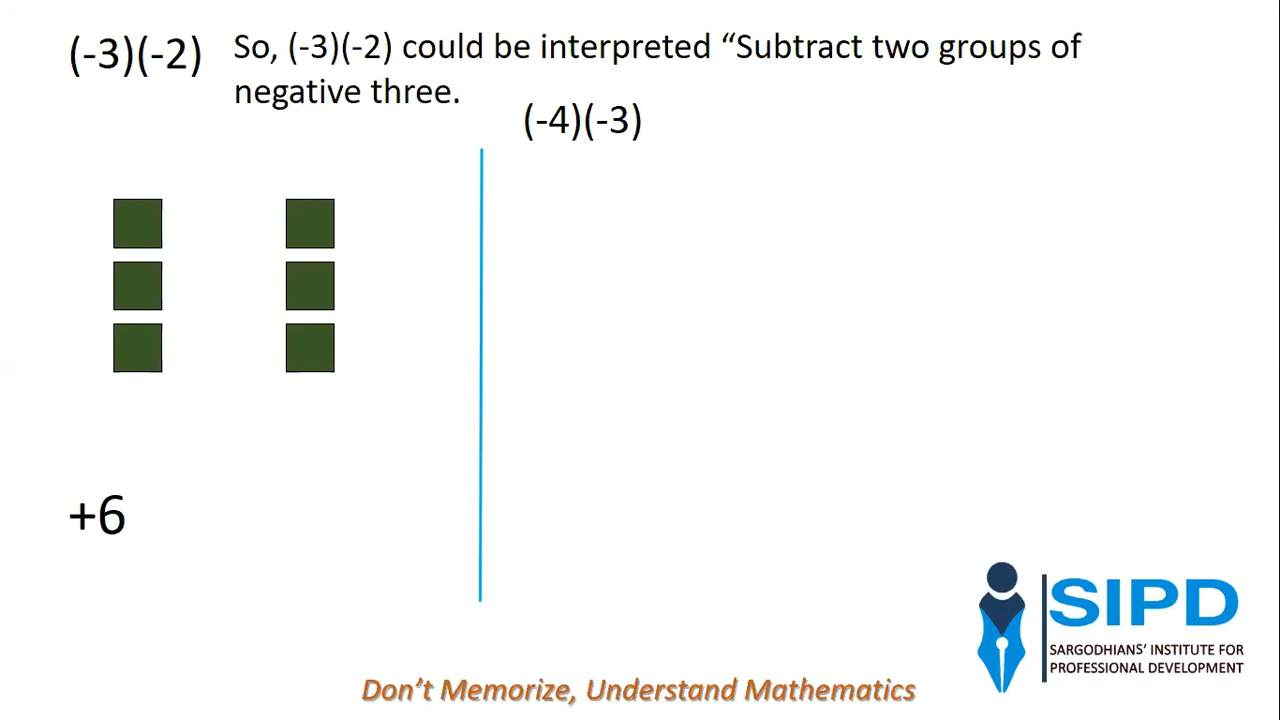 (-3)(-2)
So, (-3)(-2) could be interpreted “Subtract two groups of
negative three.
(-4)(-3)
+6
SIPD
SARGODHIANS’ INSTITUTE FOR
PROFESSIONAL DEVELOPMENT
Don’t Memorize, Understand Mathematics